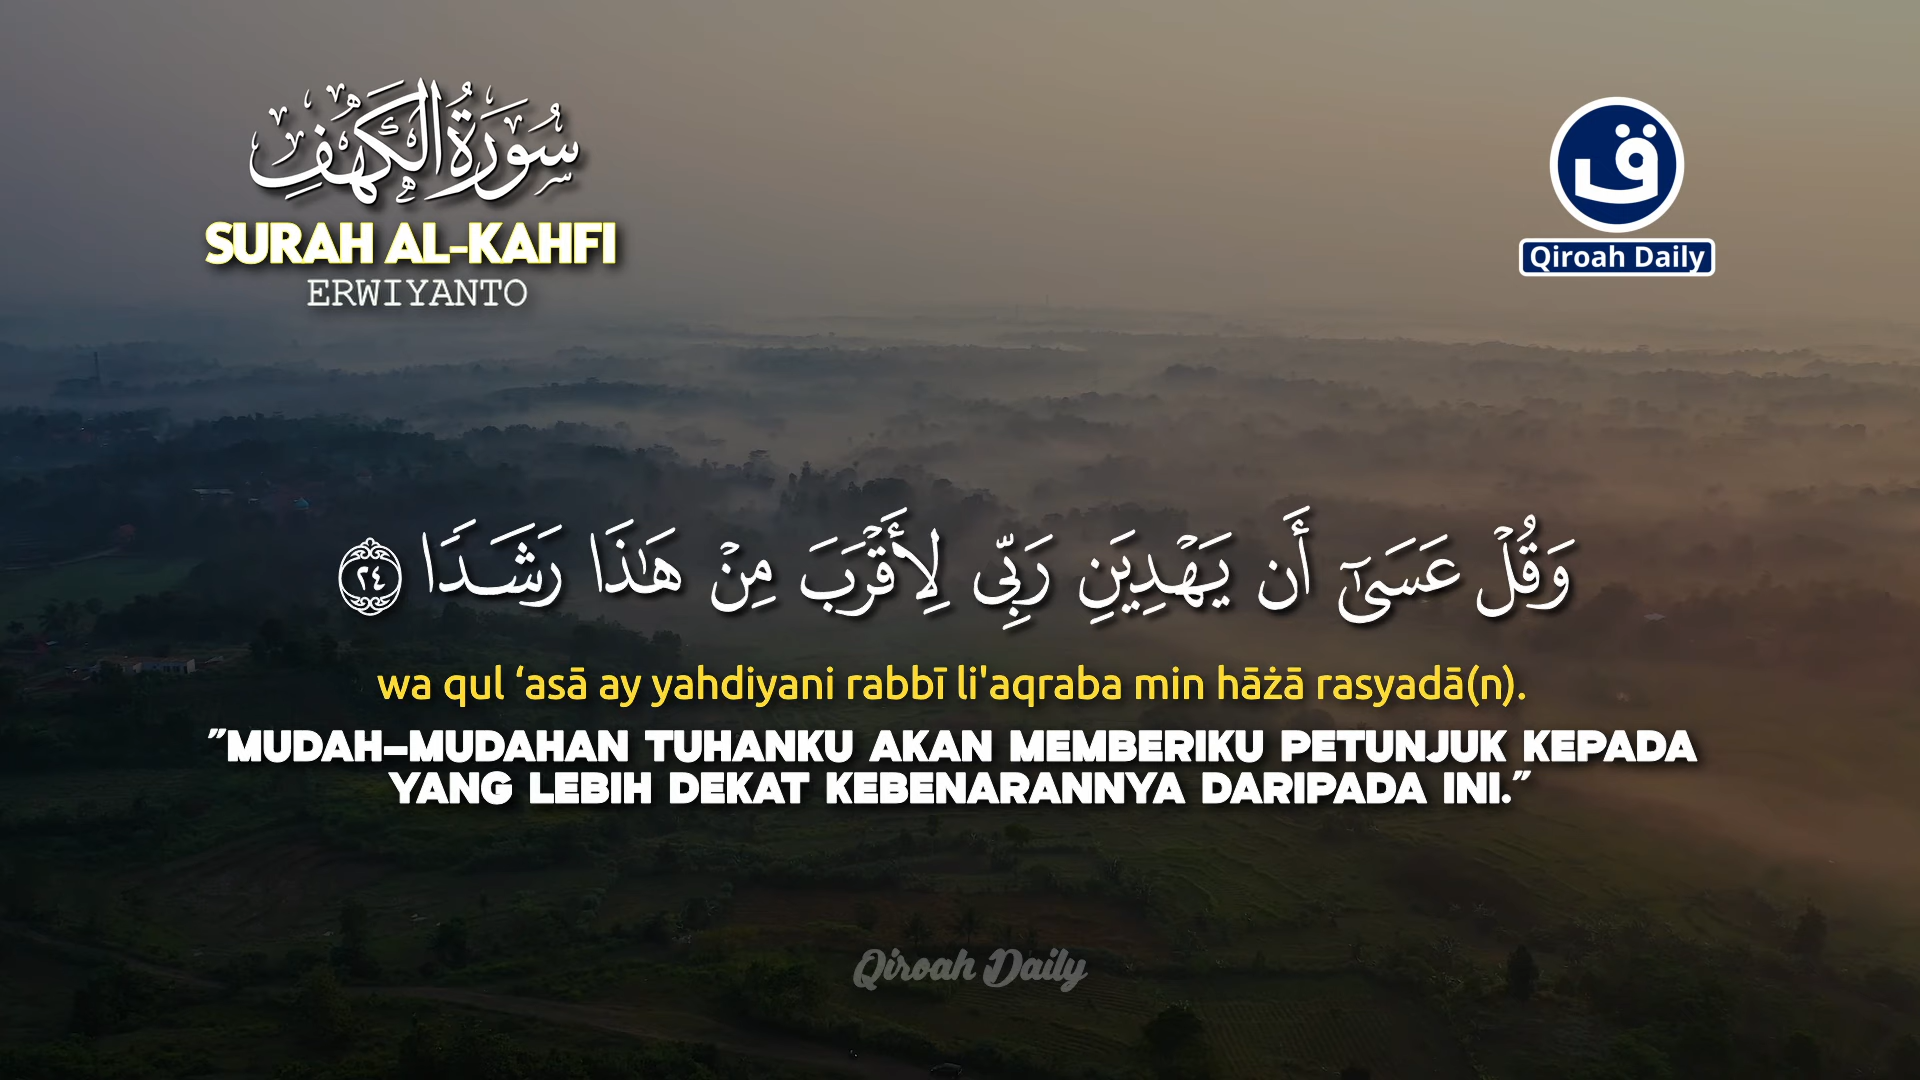 سُورَةُ الْكَهْفِ
SURAH AL-KAHFI
ERWIYANTO
ق
Qiroah Daily
وَقُلْ عَسَىٰٓ أَن يَهْدِيَنِ رَبِّى لِأَقْرَبَ مِنْ هَـٰذَا رَشَدًا ٢٤
wa qul ‘asā ay yahdiyani rabbī li'aqraba min hāżā rasyadā(n).
"MUDAH-MUDAHAN TUHANKU AKAN MEMBERIKU PETUNJUK KEPADA
YANG LEBIH DEKAT KEBENARANNYA DARIPADA INI."
Qiroah Daily